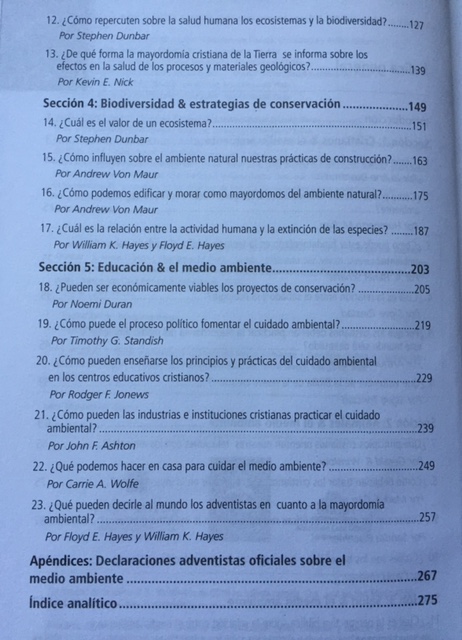 12. ¿Cómo repercuten sobre la salud humana los ecosistemas y la biodiversidad?........127
Por Stephen Dunbar
13. ¿De qué forma la mayordomía cristiana de la Tierra se informa sobre los
efectos en la salud de los procesos y materiales geológicos?..............................139
Por Kevin E. Nick
Sección 4: Biodiversidad & estrategias de conservación..................149
14. ¿Cuál es el valor de un ecosistema?............................................................151
Por Stephen Dunbar
15. ¿Cómo influyen sobre el ambiente natural nuestras prácticas de construcción?.......163
Por Andrew Von Maur
16. ¿Cómo podemos edificar y morar como mayordomos del ambiente natural?...........175
Por Andrew Von Maur
17. ¿Cuál es la relación entre la actividad humana y la extinción de las especies? ........187
Por William K. Hayes y Floyd E. Hayes
Sección 5: Educación & el medio ambiente...................................203
18. ¿Pueden ser económicamente viables los proyectos de conservación? ...............205
Por Noemi Duran
19. ¿Cómo puede el proceso político fomentar el cuidado ambiental?....................219
Por Timothy G. Standish
20. ¿Cómo pueden enseñarse los principios y prácticas del cuidado ambiental
en los centros educativos cristianos?......................................................229
Por Rodger F. Jonews
21. ¿Cómo pueden las industrias e instituciones cristianas practicar el cuidado
ambiental?..........................................................................................239
Por John F. Ashton
22. ¿Qué podemos hacer en casa para cuidar el medio ambiente?.........................249
Por Carrie A. Wolfe
23. ¿Qué pueden decirle al mundo los adventistas en cuanto a la mayordomía
ambiental?..........................................................................................257
Por Floyd E. Hayes y William K. Hayes
Apéndices: Declaraciones adventistas oficiales sobre el
medio ambiente ................................................................267
Índice analítico..................................................................275